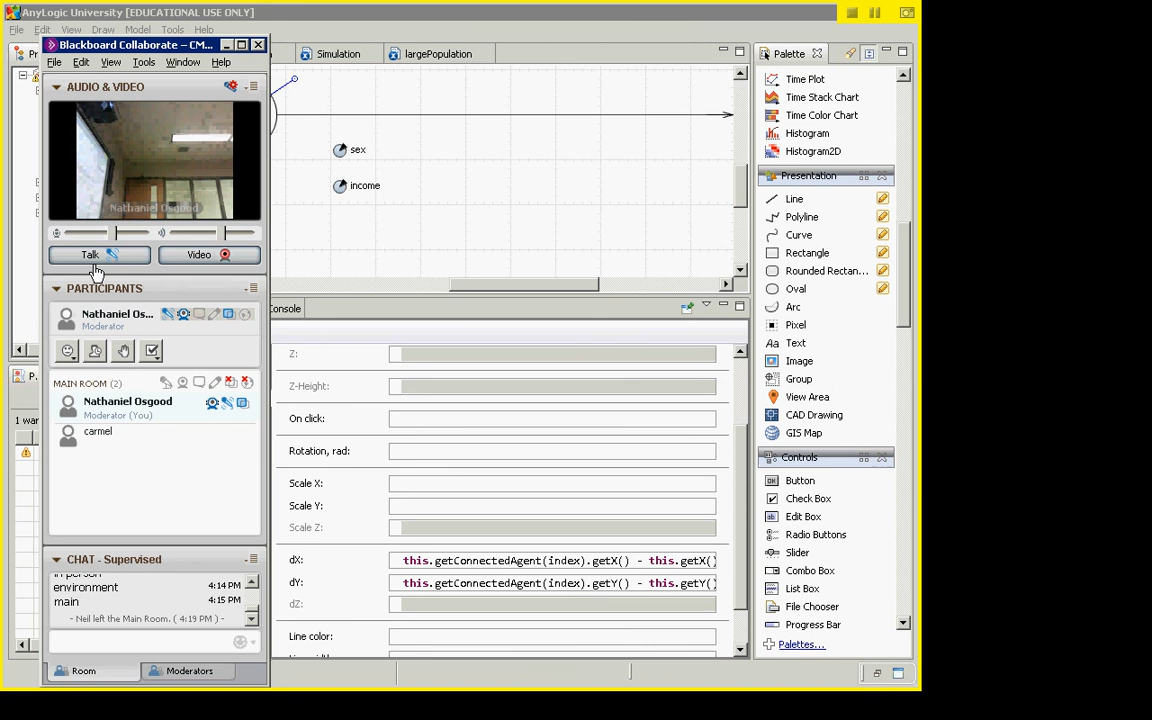 AnyLogic University [EDUCATIONAL USE ONLY]
File Edit View Draw Model Tools Help
Blackboard Collaborate – CM...
File Edit View Tools Window Help
AUDIO & VIDEO
Nathaniel Osgood
Talk
Video
PARTICIPANTS
Nathaniel Os...
Moderator
MAIN ROOM (2)
Nathaniel Osgood
Moderator (You)
carmel
CHAT - Supervised
in person
environment 4:14 PM
main 4:15 PM
- Neil left the Main Room. ( 4:19 PM ) -
Room
Moderators
Pr
P.
1 war
Simulation
largePopulation
sex
income
Console
Z:
Z-Height:
On click:
Rotation, rad:
Scale X:
Scale Y:
Scale Z:
dX: this.getConnectedAgent(index).getX() - this.getX()
dY: this.getConnectedAgent(index).getY() - this.getY()
dZ:
Line color:
Palette
Time Plot
Time Stack Chart
Time Color Chart
Histogram
Histogram2D
Presentation
Line
Polyline
Curve
Rectangle
Rounded Rectan...
Oval
Arc
Pixel
Text
Image
Group
View Area
CAD Drawing
GIS Map
Controls
Button
Check Box
Edit Box
Radio Buttons
Slider
Combo Box
List Box
File Chooser
Progress Bar
Palettes...